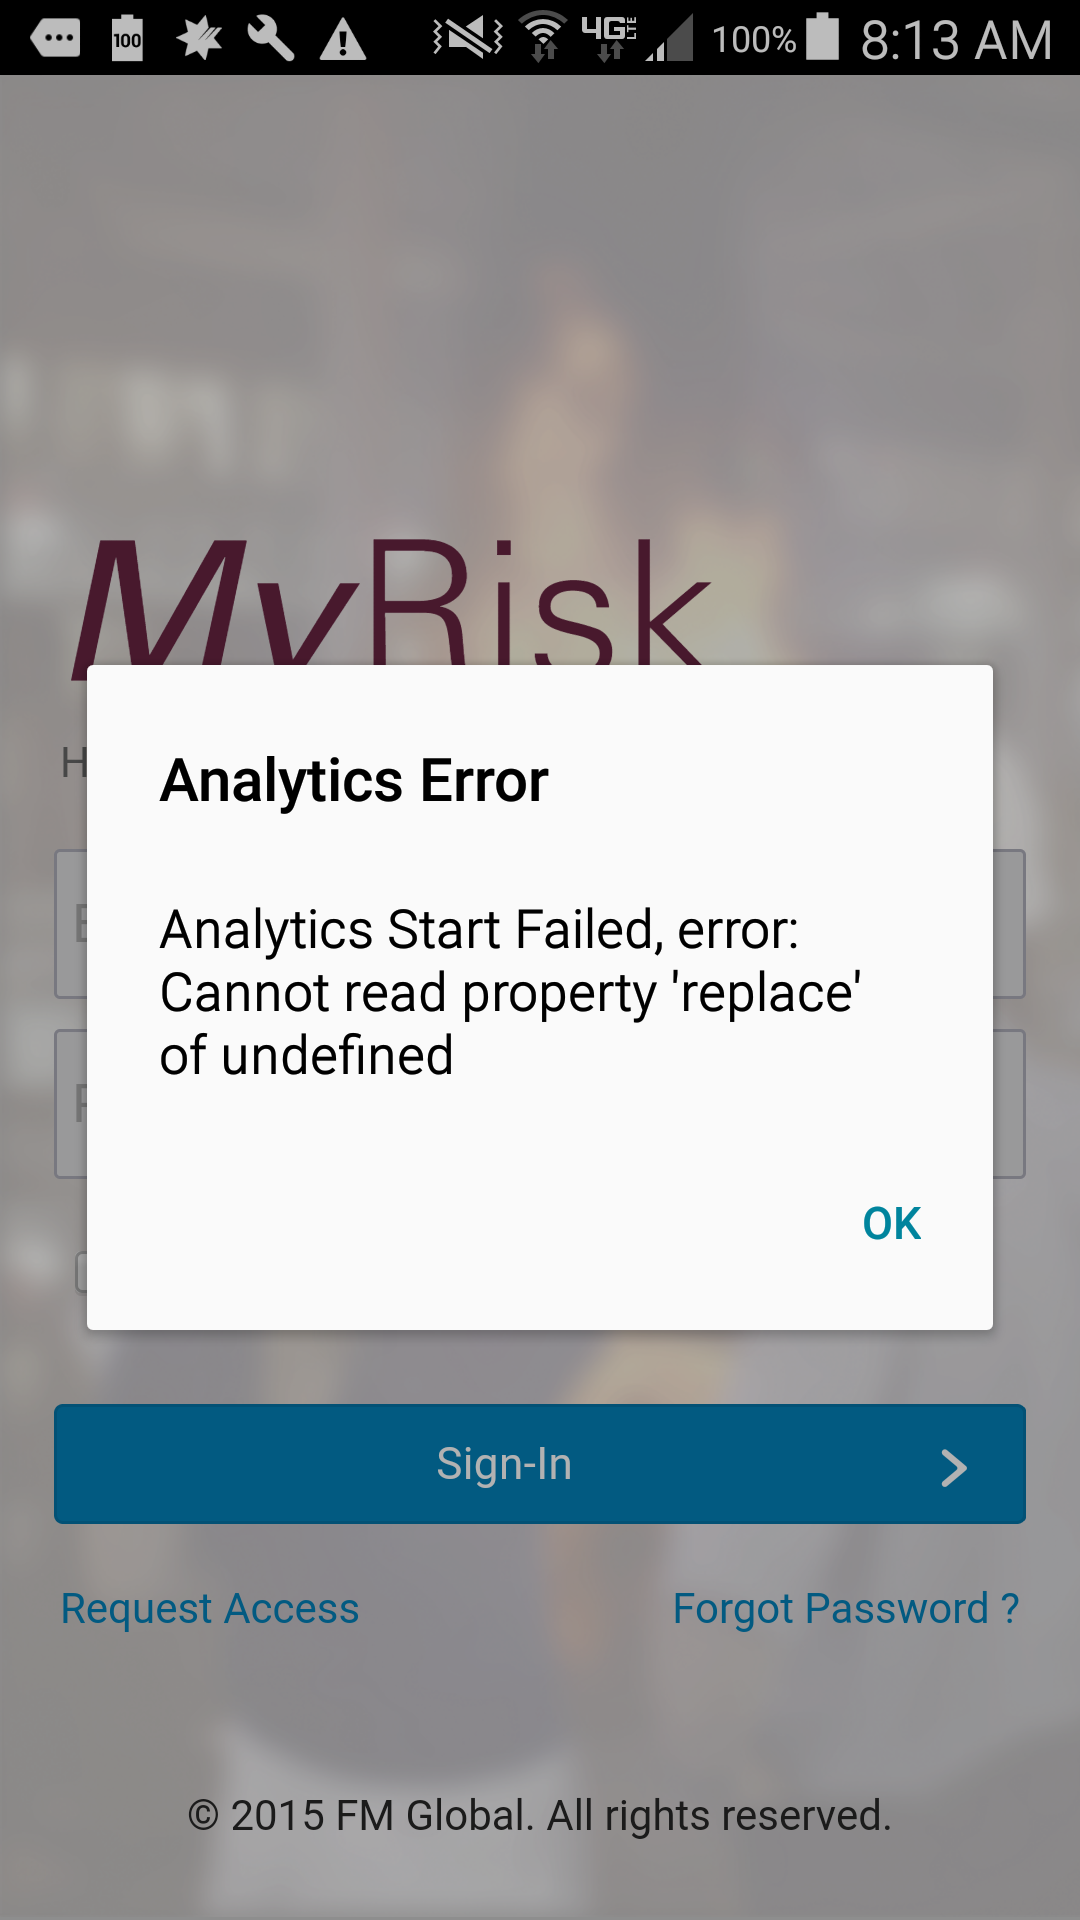 100
4G LTE
100%
8:13 AM
MyRisk
Analytics Error
Analytics Start Failed, error:
Cannot read property 'replace'
of undefined
OK
Sign-In
Request Access
Forgot Password ?
© 2015 FM Global. All rights reserved.